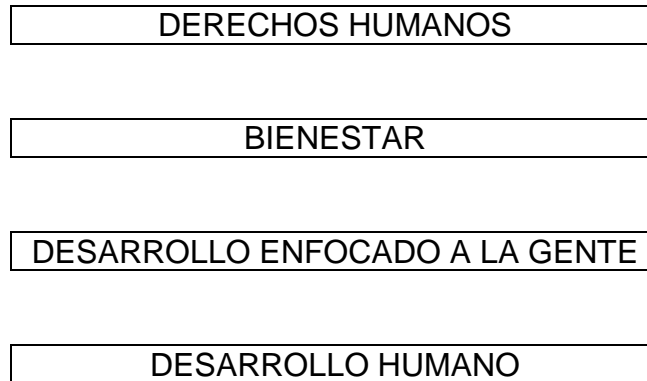 DERECHOS HUMANOS
BIENESTAR
DESARROLLO ENFOCADO A LA GENTE
DESARROLLO HUMANO